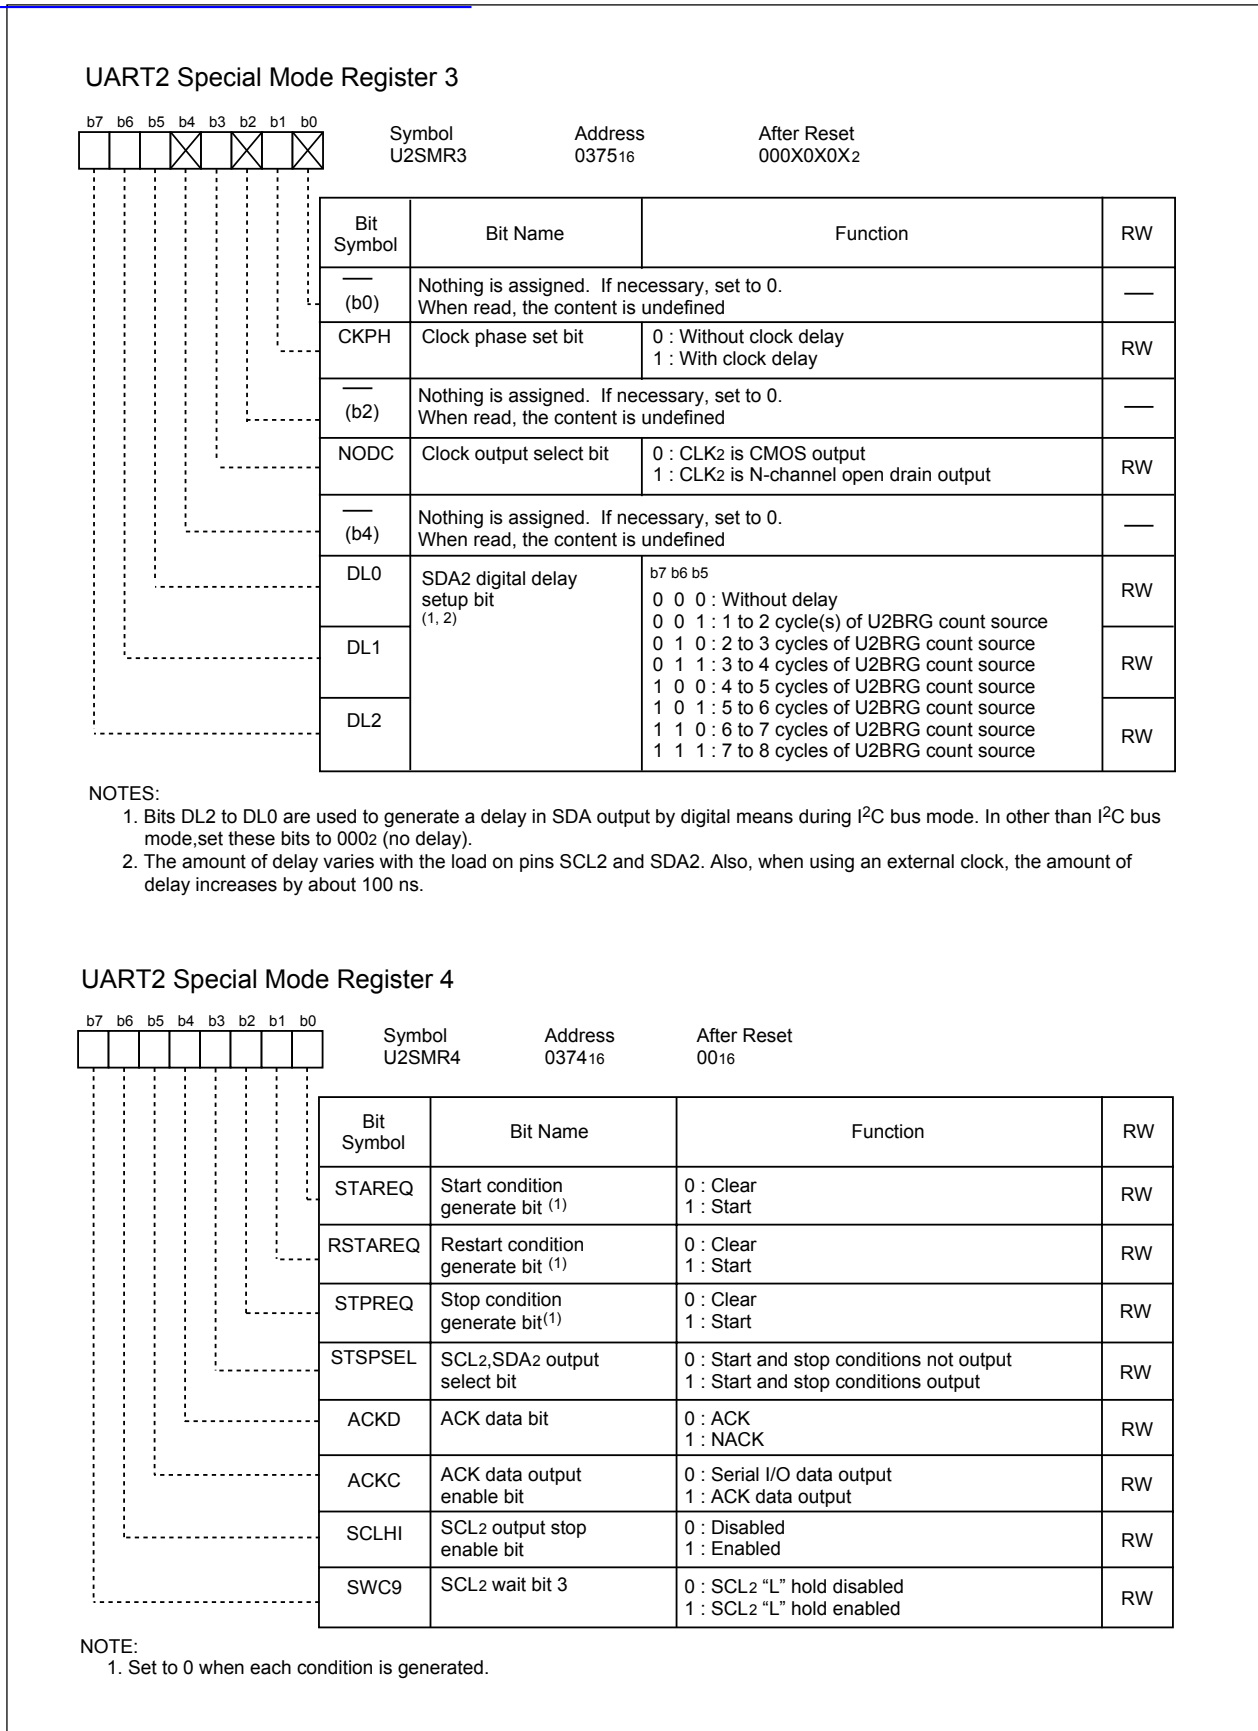 UART2 Special Mode Register 3
b7 b6 b5 b4 b3 b2 b1 b0
Symbol Address After Reset
U2SMR3 037516 000X0X0X2
Bit Symbol Bit Name Function RW
(b0) Nothing is assigned. If necessary, set to 0. —
When read, the content is undefined
CKPH Clock phase set bit 0 : Without clock delay RW
1 : With clock delay
(b2) Nothing is assigned. If necessary, set to 0. —
When read, the content is undefined
NODC Clock output select bit 0 : CLK2 is CMOS output RW
1 : CLK2 is N-channel open drain output
(b4) Nothing is assigned. If necessary, set to 0. —
When read, the content is undefined
DL0 SDA2 digital delay b7 b6 b5 RW
setup bit 0 0 0 : Without delay
(1, 2) 0 0 1 : 1 to 2 cycle(s) of U2BRG count source
DL1 0 1 0 : 2 to 3 cycles of U2BRG count source RW
0 1 1 : 3 to 4 cycles of U2BRG count source
1 0 0 : 4 to 5 cycles of U2BRG count source
DL2 1 0 1 : 5 to 6 cycles of U2BRG count source RW
1 1 0 : 6 to 7 cycles of U2BRG count source
1 1 1 : 7 to 8 cycles of U2BRG count source
NOTES:
1. Bits DL2 to DL0 are used to generate a delay in SDA output by digital means during I2C bus mode. In other than I2C bus
mode,set these bits to 0002 (no delay).
2. The amount of delay varies with the load on pins SCL2 and SDA2. Also, when using an external clock, the amount of
delay increases by about 100 ns.
UART2 Special Mode Register 4
b7 b6 b5 b4 b3 b2 b1 b0
Symbol Address After Reset
U2SMR4 037416 0016
Bit Symbol Bit Name Function RW
STAREQ Start condition 0 : Clear RW
generate bit (1) 1 : Start
RSTAREQ Restart condition 0 : Clear RW
generate bit (1) 1 : Start
STPREQ Stop condition 0 : Clear RW
generate bit(1) 1 : Start
STSPSEL SCL2,SDA2 output 0 : Start and stop conditions not output RW
select bit 1 : Start and stop conditions output
ACKD ACK data bit 0 : ACK RW
1 : NACK
ACKC ACK data output 0 : Serial I/O data output RW
enable bit 1 : ACK data output
SCLHI SCL2 output stop 0 : Disabled RW
enable bit 1 : Enabled
SWC9 SCL2 wait bit 3 0 : SCL2 “L” hold disabled RW
1 : SCL2 “L” hold enabled
NOTE:
1. Set to 0 when each condition is generated.